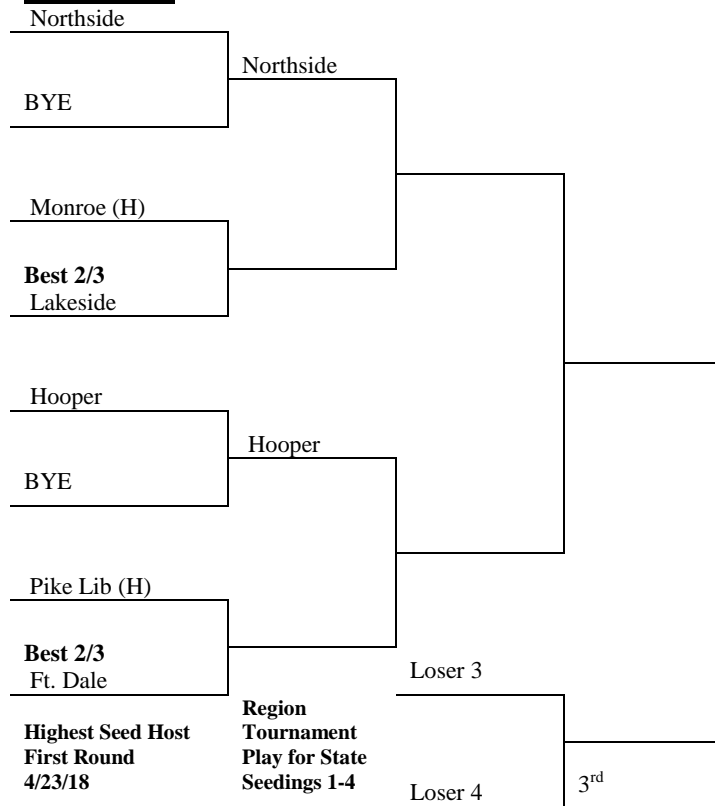 Northside
Northside
BYE
Monroe (H)
Best 2/3
Lakeside
Hooper
Hooper
BYE
Pike Lib (H)
Best 2/3
Ft. Dale
Loser 3
Highest Seed Host
First Round
4/23/18
Region
Tournament
Play for State
Seedings 1-4
Loser 4
3rd